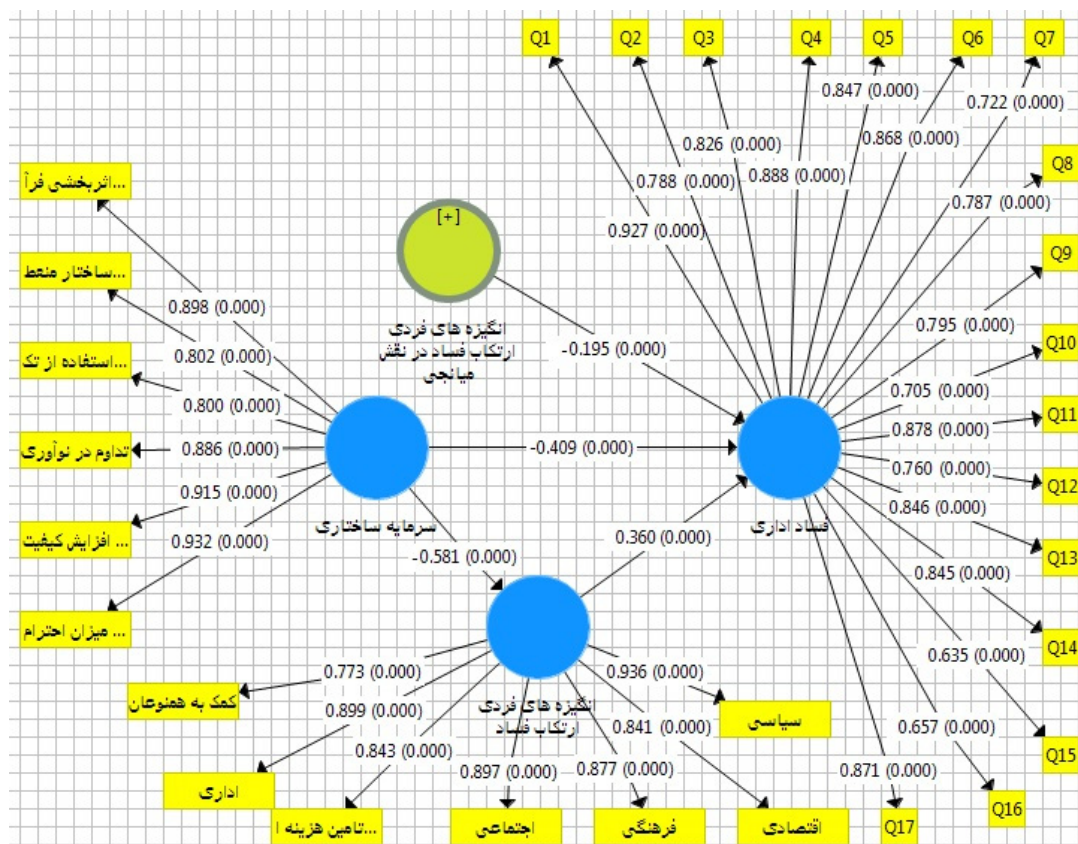 Q1
Q2
Q3
Q4
Q5
Q6
Q7
0.847 (0.000)
0.722 (0.000)
0.868 (0.000)
0.826 (0.000)
0.888 (0.000)
Q8
0.788 (0.000)
0.787 (0.000)
...اثربخشی فرآ
[+]
0.927 (0.000)
Q9
...ساختار منعط
0.898 (0.000)
انگیزه های فردی
ارتکاب فساد در نقش
میانجی
-0.195 (0.000)
0.795 (0.000)
Q10
0.802 (0.000)
0.705 (0.000)
...استفاده از تک
0.800 (0.000)
Q11
0.878 (0.000)
تداوم در نوآوری
0.886 (0.000)
-0.409 (0.000)
0.760 (0.000)
Q12
0.915 (0.000)
0.846 (0.000)
سرمایه ساختاری
فساد اداری
... افزایش کیفیت
0.932 (0.000)
0.360 (0.000)
Q13
-0.581 (0.000)
0.845 (0.000)
... میزان احترام
Q14
0.635 (0.000)
0.773 (0.000)
0.936 (0.000)
کمک به همنوعان
0.899 (0.000)
انگیزه های فردی
ارتکاب فساد
سیاسی
0.841 (0.000)
0.657 (0.000)
0.843 (0.000)
Q15
0.897 (0.000)
0.877 (0.000)
0.871 (0.000)
اداری
Q16
...تامین هزینه ا
اجتماعی
فرهنگی
اقتصادی
Q17